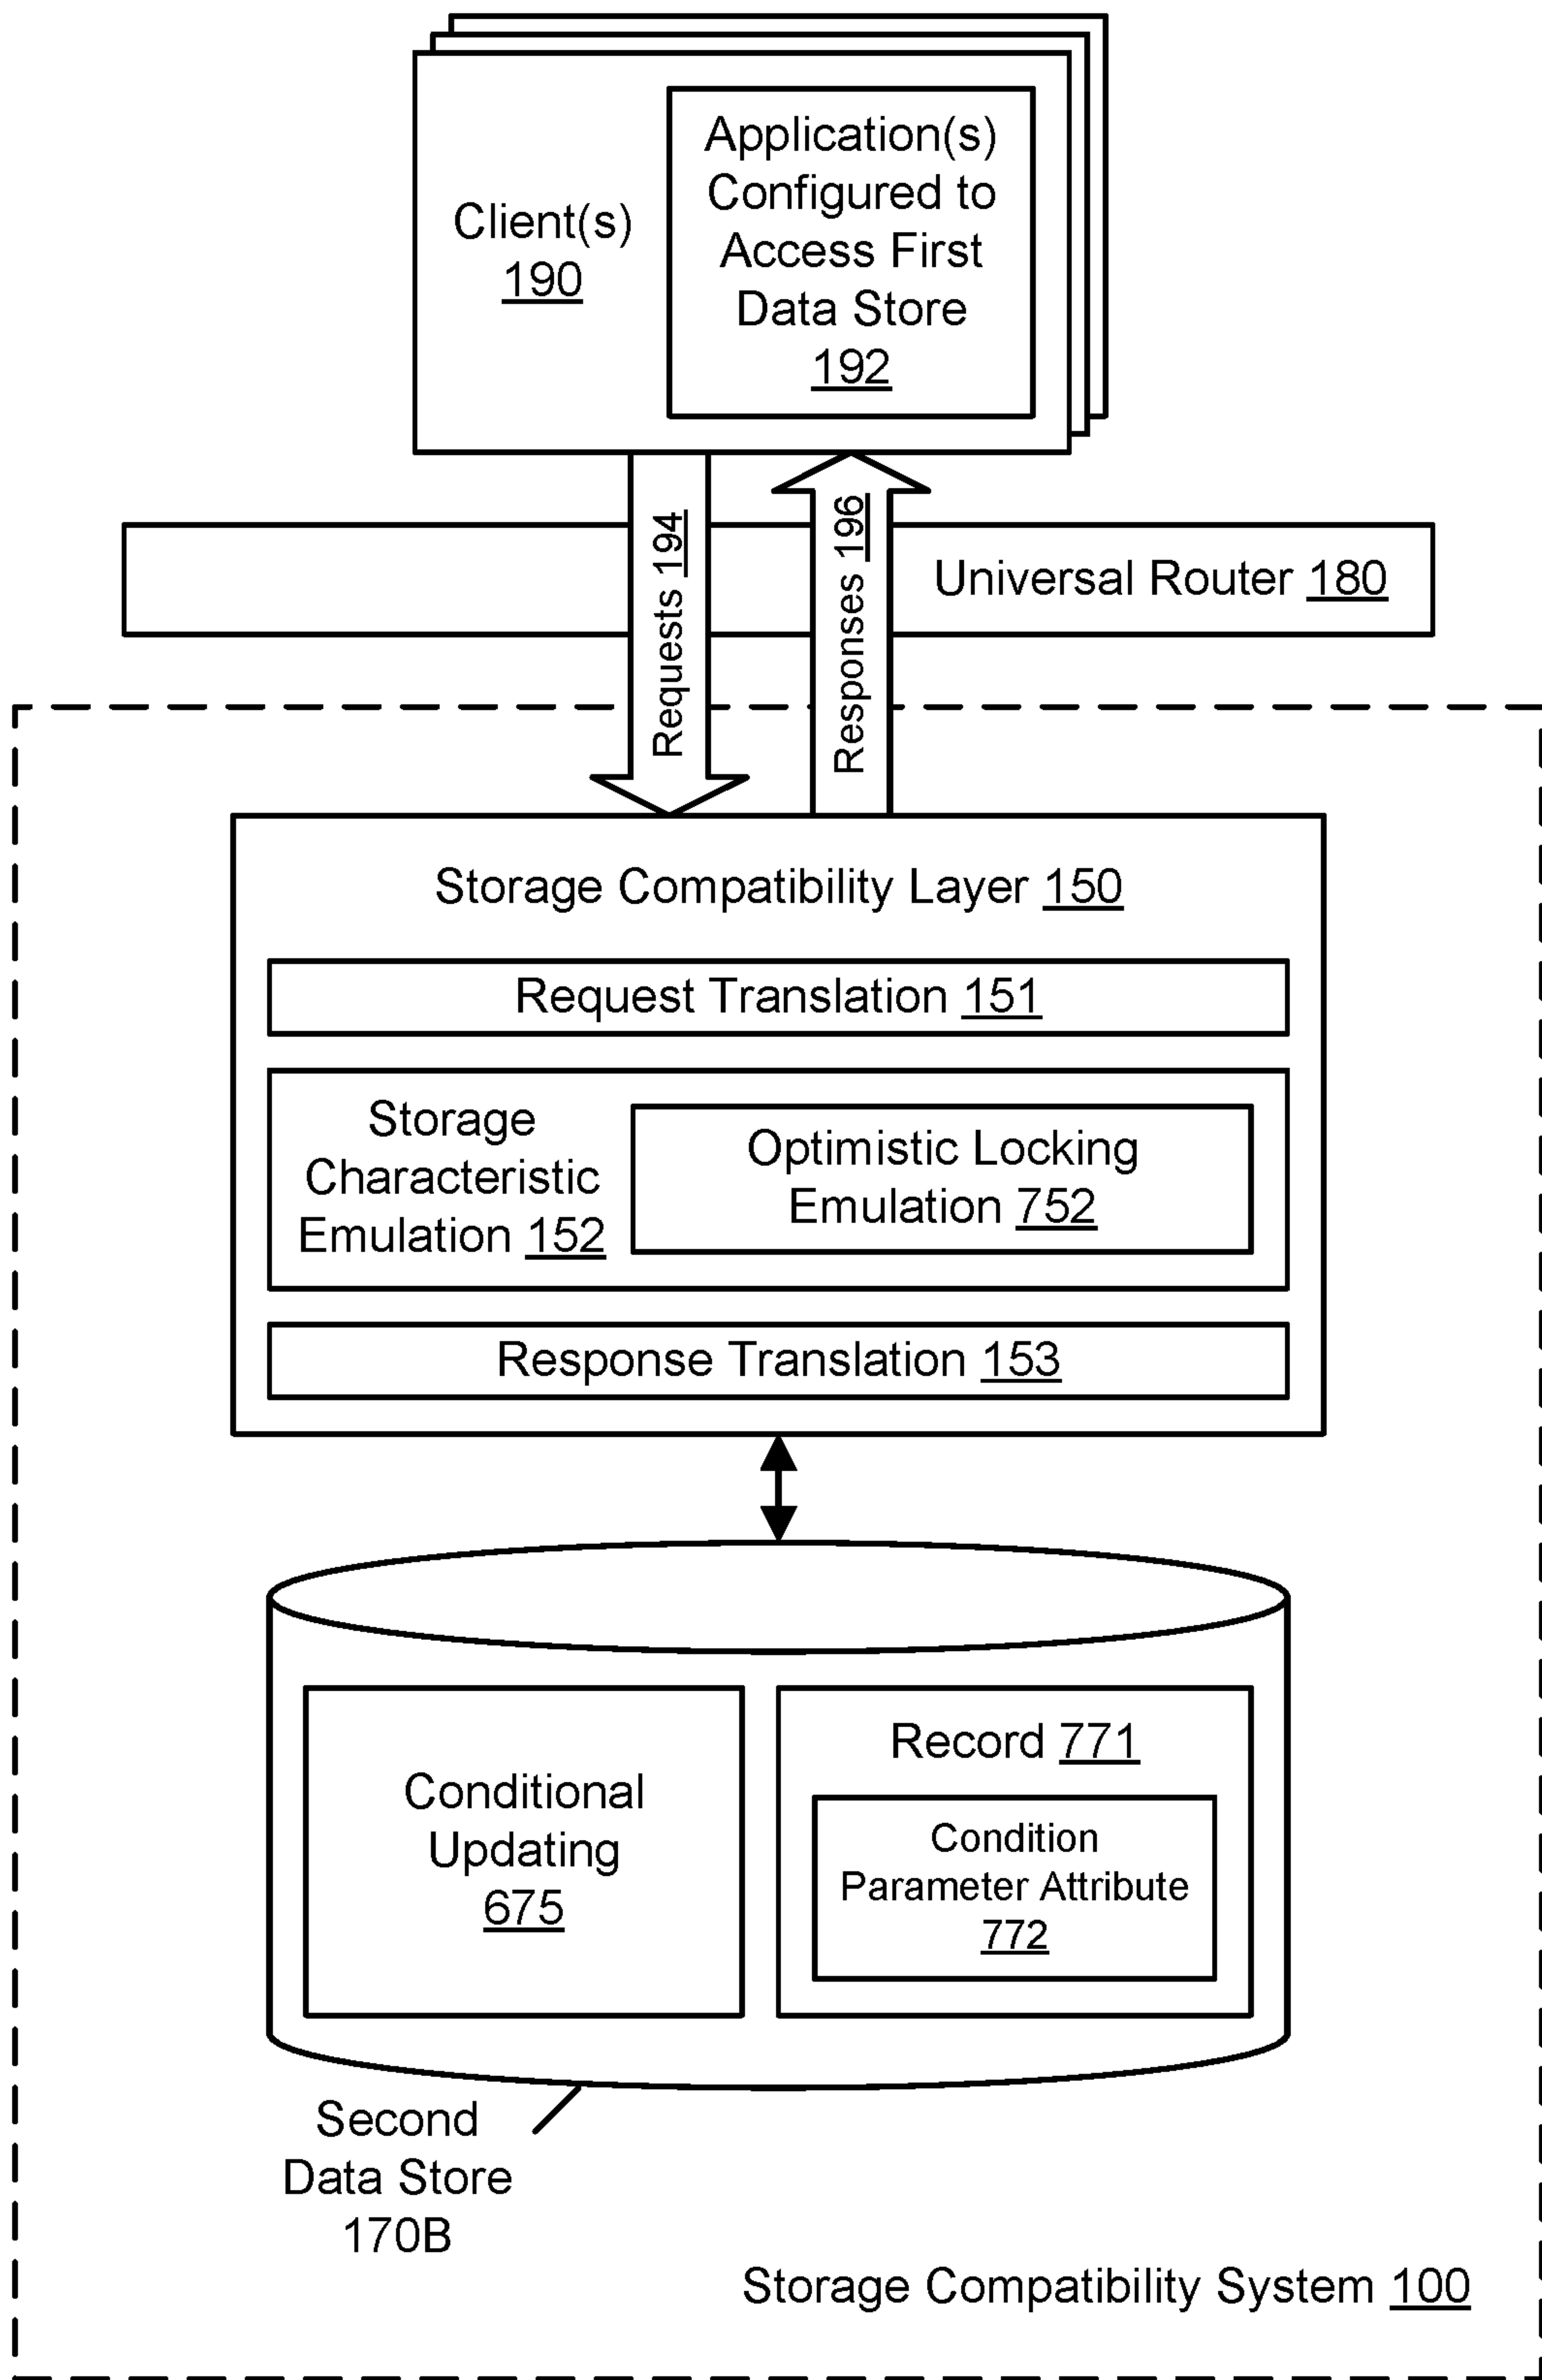 Client(s)
190
Application(s)
Configured to
Access First
Data Store
192
Requests 194
Responses 196
Universal Router 180
Storage Compatibility Layer 150
Request Translation 151
Storage
Characteristic
Emulation 152
Optimistic Locking
Emulation 752
Response Translation 153
Conditional
Updating
675
Record 771
Condition
Parameter Attribute
772
Second
Data Store
170B
Storage Compatibility System 100